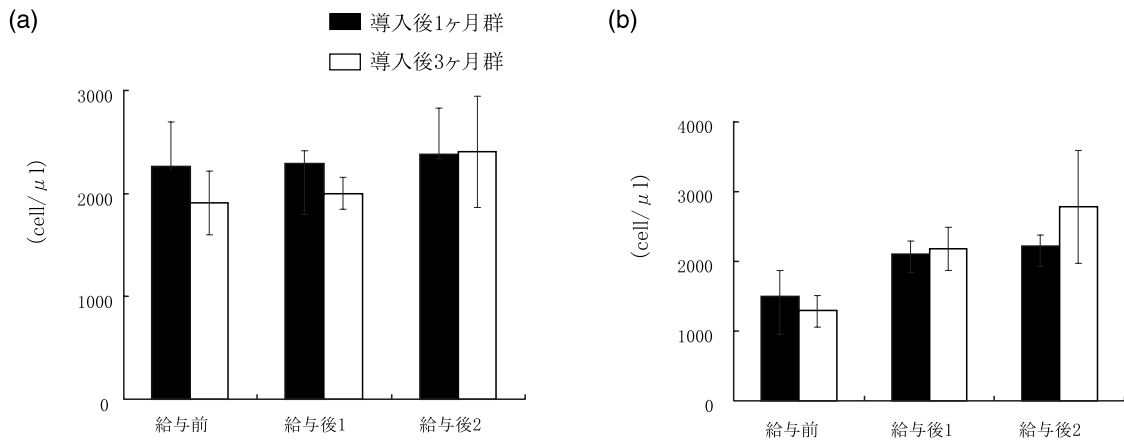 (a)
導入後1ヶ月群
導入後3ヶ月群
3000
2000
1000
0
(cell/μl)
給与前
給与後1
給与後2
(b)
4000
3000
2000
1000
0
(cell/μl)
給与前
給与後1
給与後2